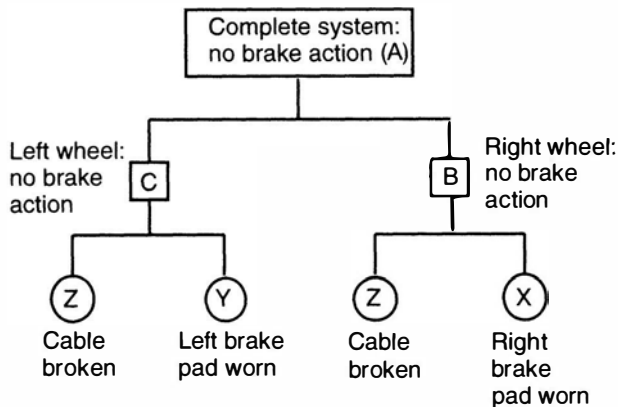 Complete system:
no brake action (A)
Left wheel:
no brake
action
C
Right wheel:
no brake
action
B
Z
Cable
broken
Y
Left brake
pad worn
Z
Cable
broken
X
Right
brake
pad worn